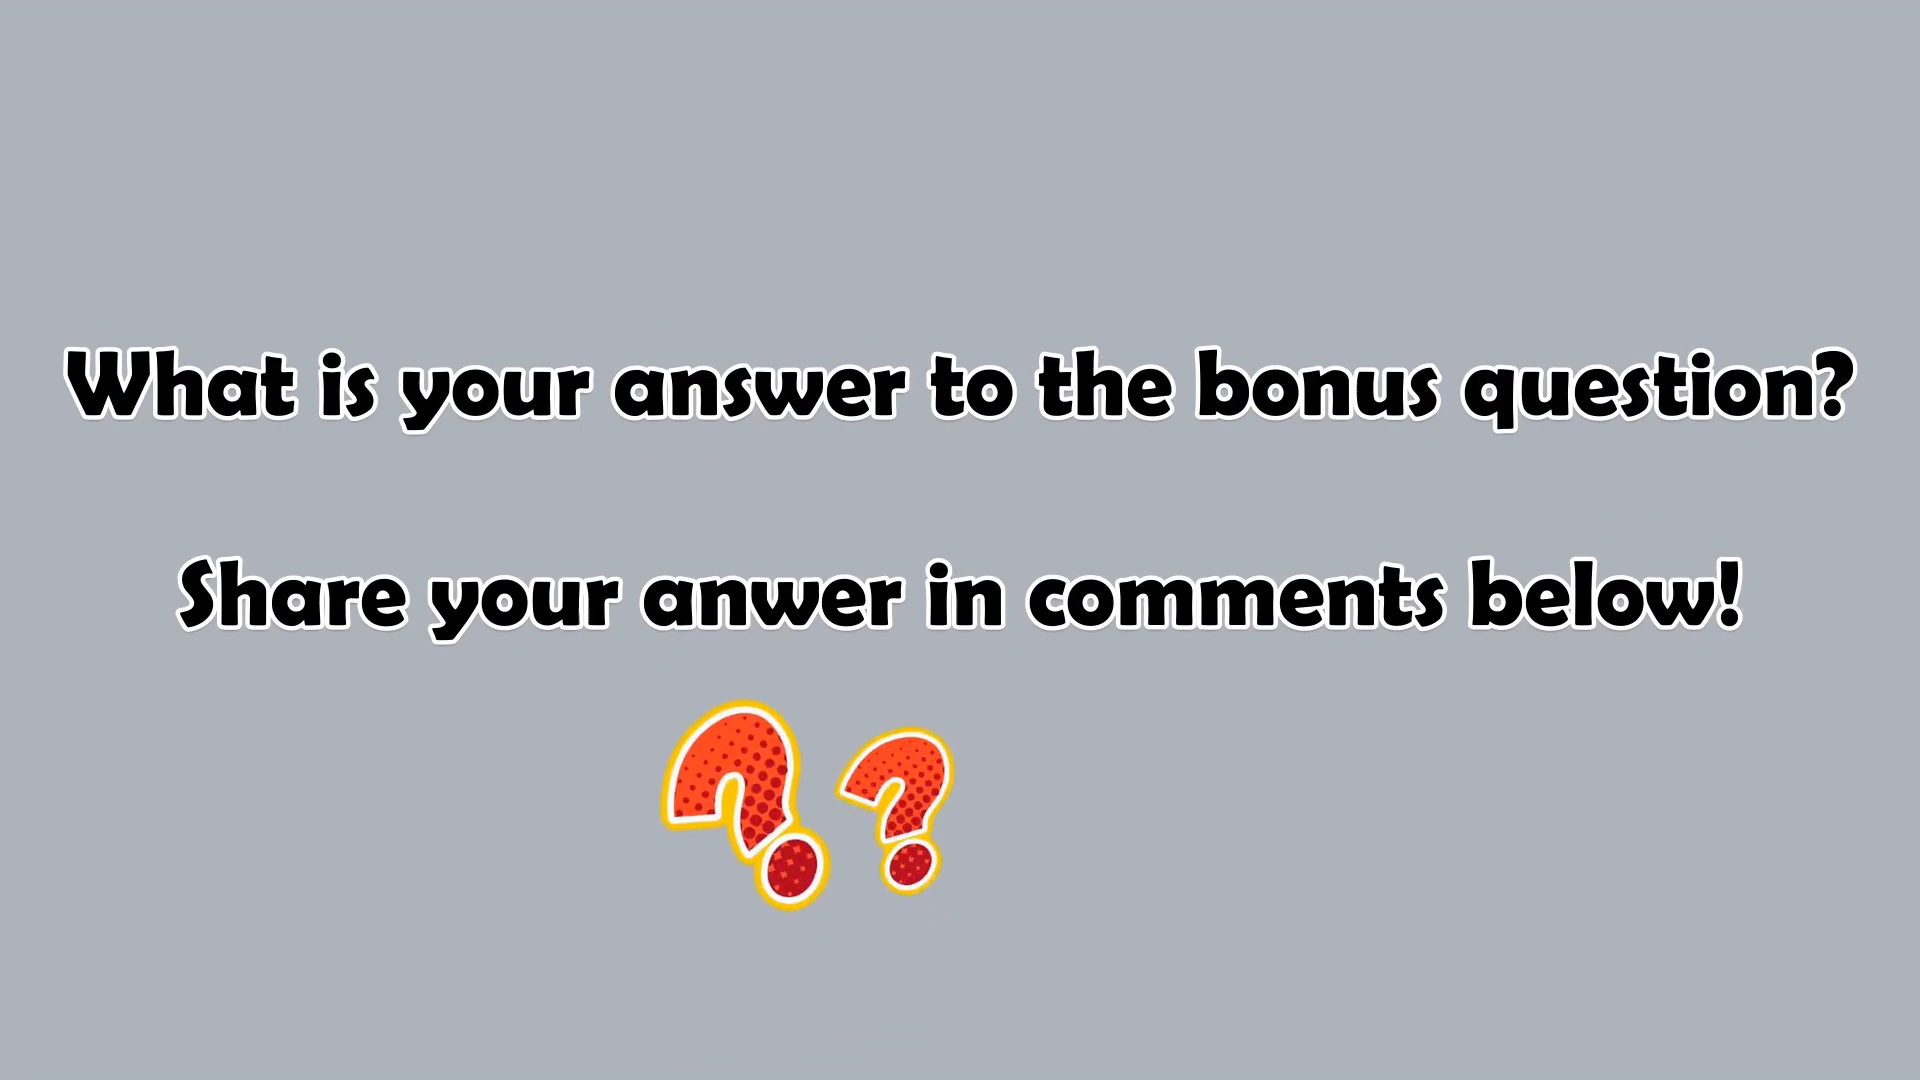 What is your answer to the bonus question?
Share your anwer in comments below!
??